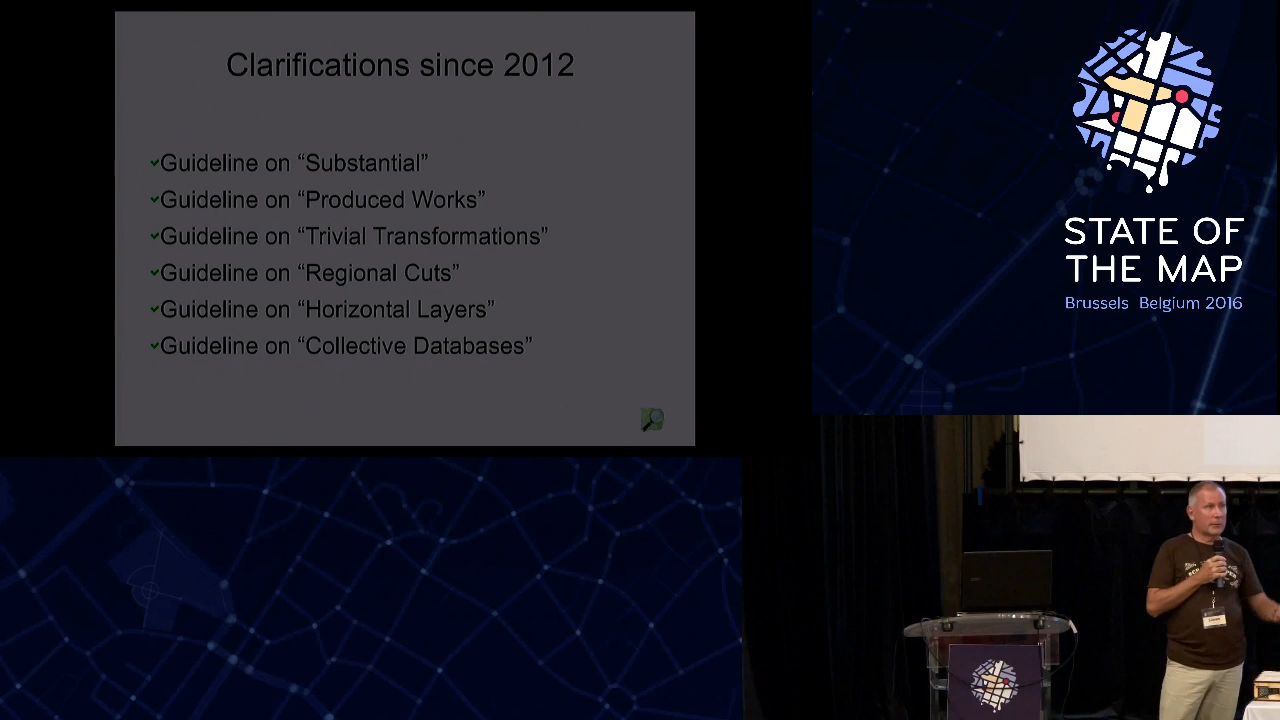 Clarifications since 2012
Guideline on “Substantial”
Guideline on “Produced Works”
Guideline on “Trivial Transformations”
Guideline on “Regional Cuts”
Guideline on “Horizontal Layers”
Guideline on “Collective Databases”
STATE OF
THE MAP
Brussels Belgium 2016